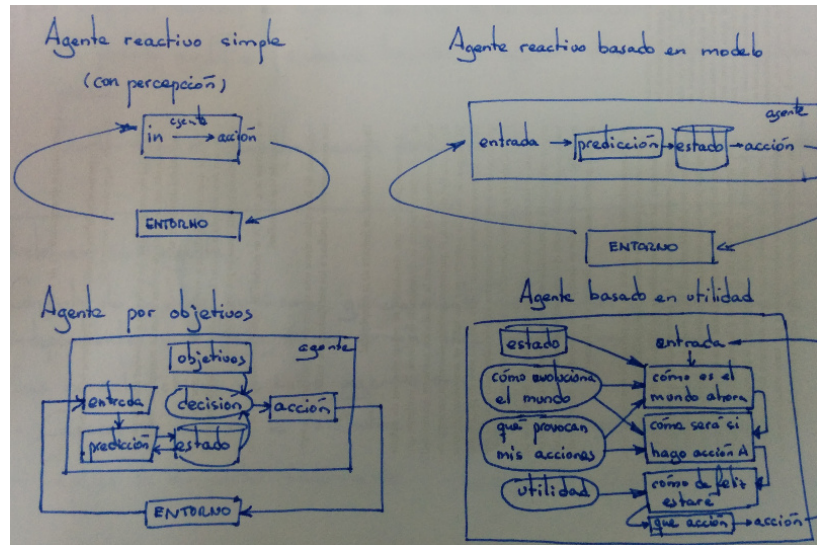 Agente reactivo simple
(con percepción)
agente
in → acción
ENTORNO
Agente reactivo basado en modelo
agente
entrada → predicción → estado → acción
ENTORNO
Agente por objetivos
agente
objetivos
entrada
decisión → acción
predicción
estado
ENTORNO
Agente basado en utilidad
estado
entrada
cómo evoluciona
el mundo
cómo es el
mundo ahora
qué provocan
mis acciones
cómo será si
hago acción A
utilidad
cómo de feliz
estaré
que acción → acción